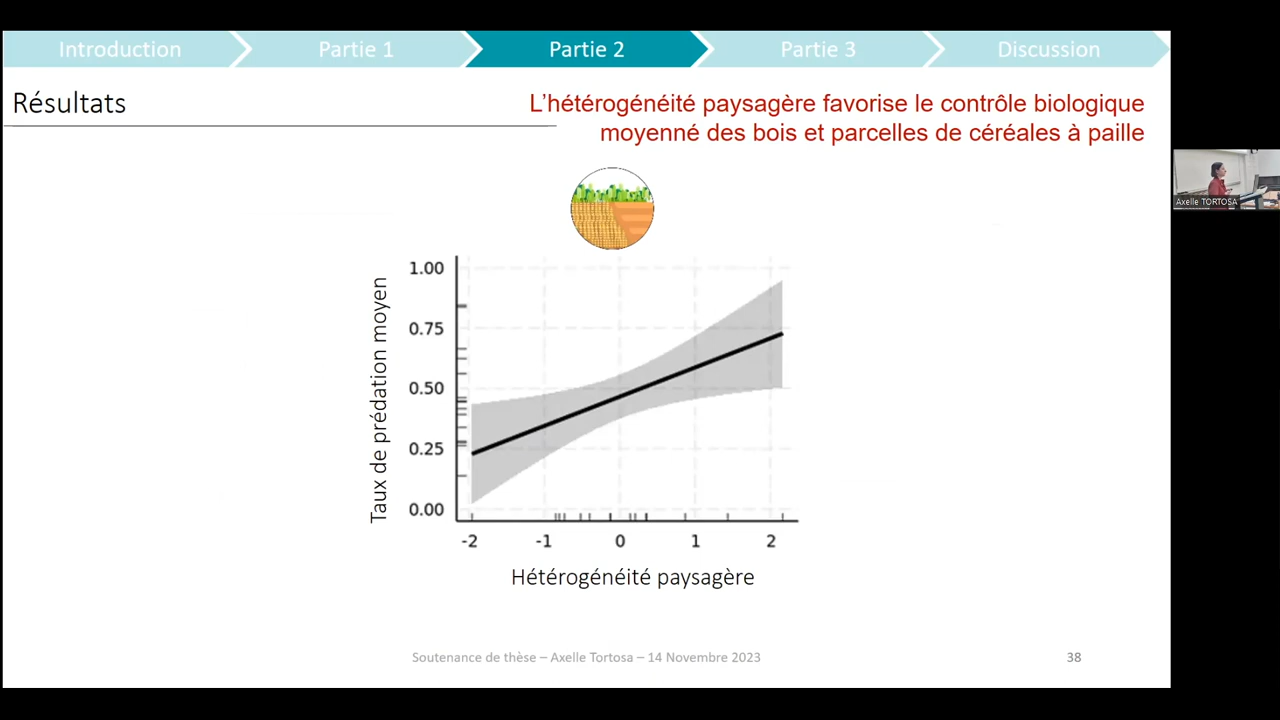 Introduction
Partie 1
Partie 2
Partie 3
Discussion
Résultats
L'hétérogénéité paysagère favorise le contrôle biologique
moyenné des bois et parcelles de céréales à paille
Taux de prédation moyen
1.00
0.75
0.50
0.25
0.00
-2
-1
0
1
2
Hétérogénéité paysagère
Soutenance de thèse – Axelle Tortosa – 14 Novembre 2023
38
Axelle TORTOSA